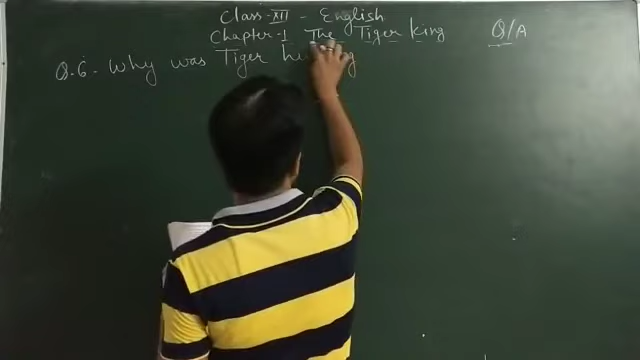 Class-XII - English
Chapter-1 The Tiger king Q/A
Q.6. Why was Tiger